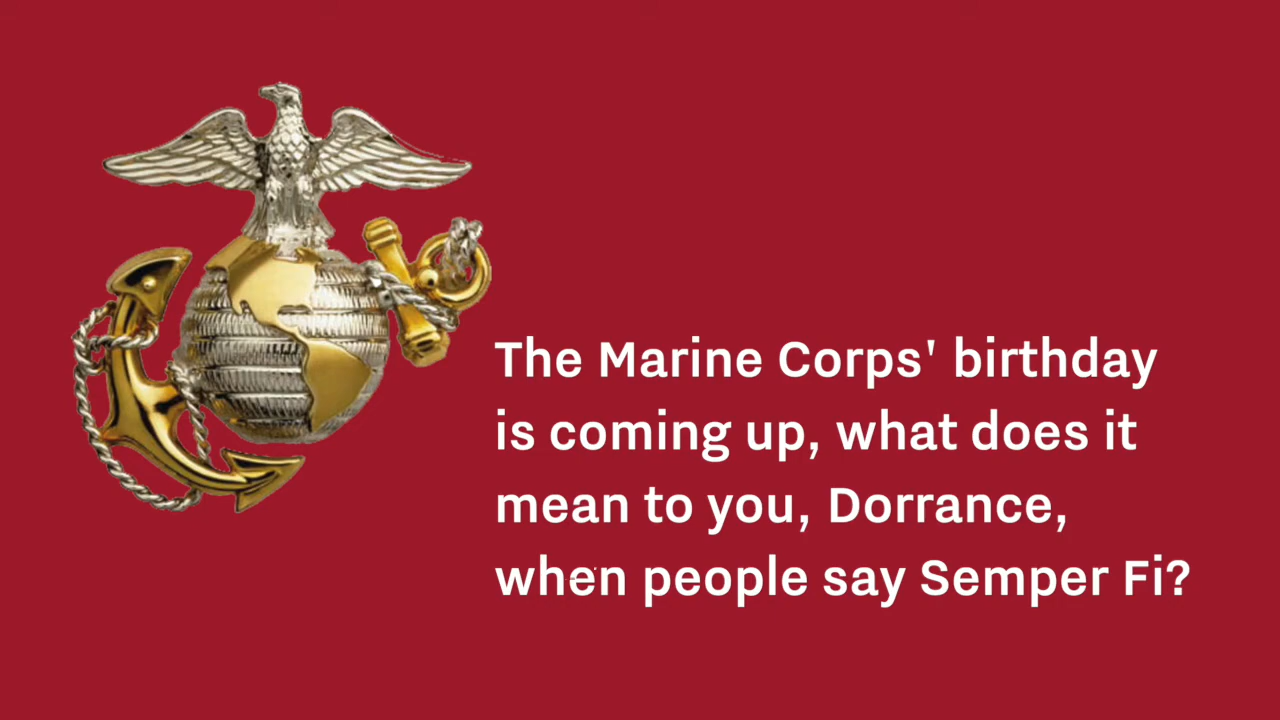 The Marine Corps' birthday
is coming up, what does it
mean to you, Dorrance,
when people say Semper Fi?